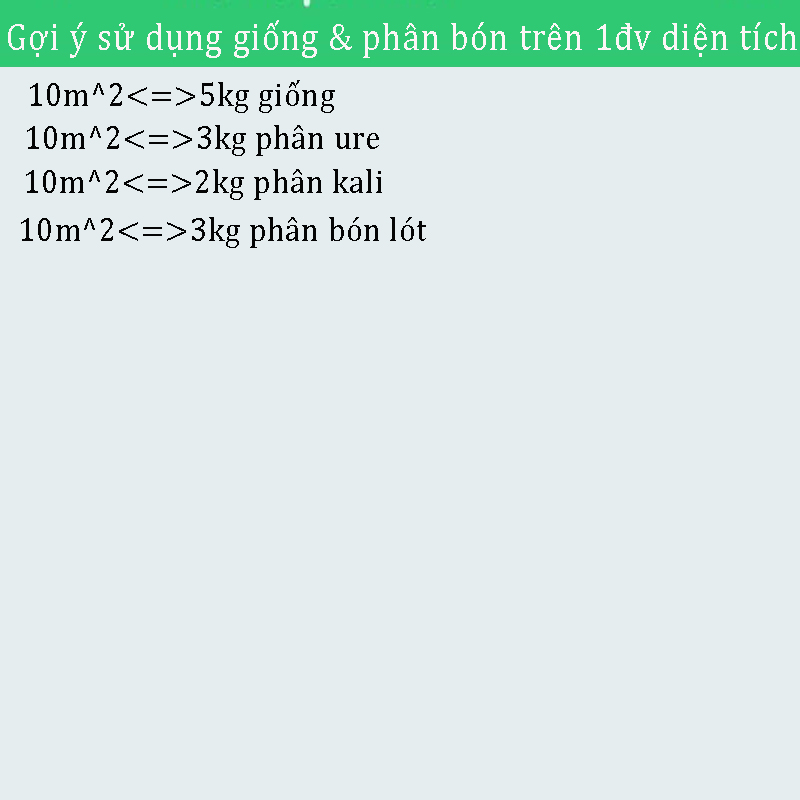 Gợi ý sử dụng giống & phân bón trên 1đv diện tích
10m^2<=>5kg giống
10m^2<=>3kg phân ure
10m^2<=>2kg phân kali
10m^2<=>3kg phân bón lót